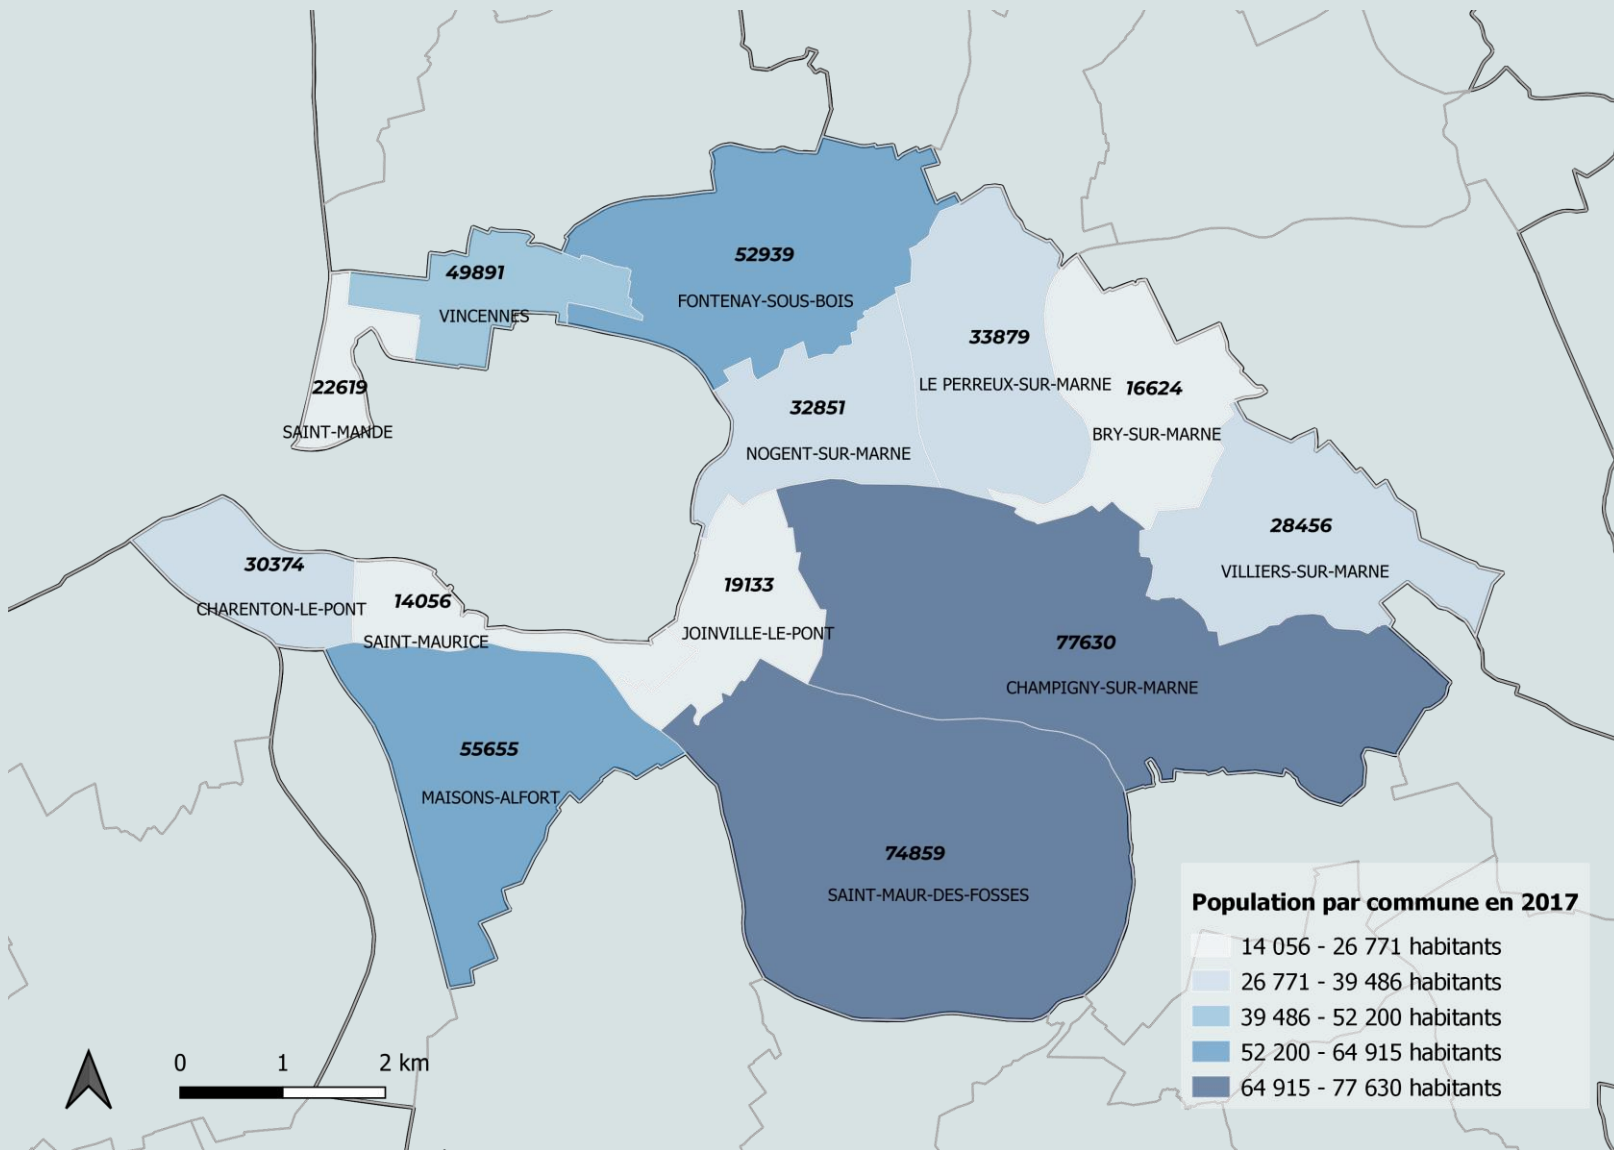 52939
FONTENAY-SOUS-BOIS
49891
VINCENNES
33879
LE PERREUX-SUR-MARNE
22619
SAINT-MANDE
32851
NOGENT-SUR-MARNE
16624
BRY-SUR-MARNE
28456
VILLIERS-SUR-MARNE
30374
CHARENTON-LE-PONT
14056
SAINT-MAURICE
19133
JOINVILLE-LE-PONT
77630
CHAMPIGNY-SUR-MARNE
55655
MAISONS-ALFORT
74859
SAINT-MAUR-DES-FOSSES
Population par commune en 2017
14 056 - 26 771 habitants
26 771 - 39 486 habitants
39 486 - 52 200 habitants
52 200 - 64 915 habitants
64 915 - 77 630 habitants
0 1 2 km